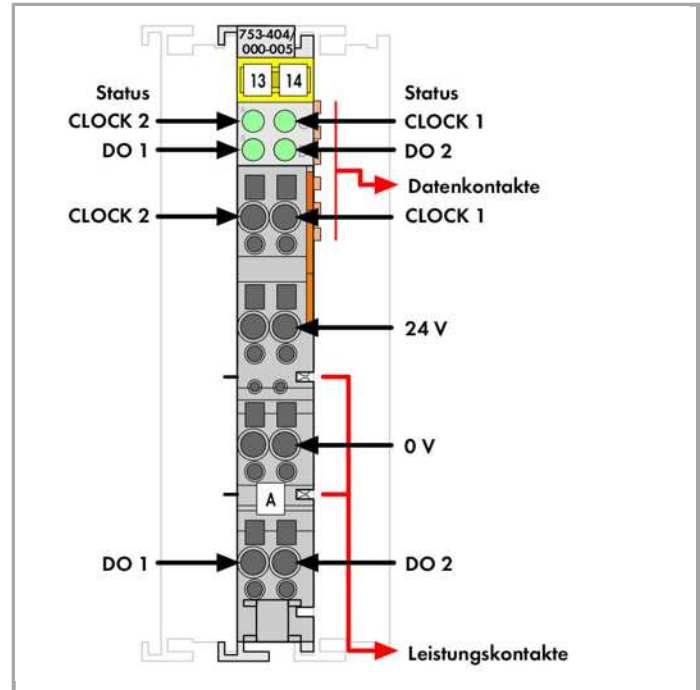 753-404/
000-005
13 14
Status Status
CLOCK 2 CLOCK 1
DO 1 DO 2
Datenkontakte
CLOCK 2 CLOCK 1
24 V
0 V
A
DO 1 DO 2
Leistungskontakte